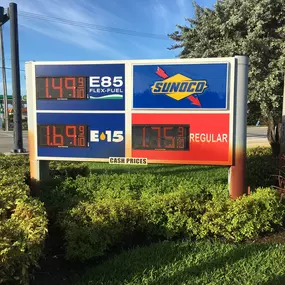 1.49 9/10 E85
FLEX-FUEL
SUNOCO
1.69 9/10 E15
1.75 9/10 REGULAR
CASH PRICES